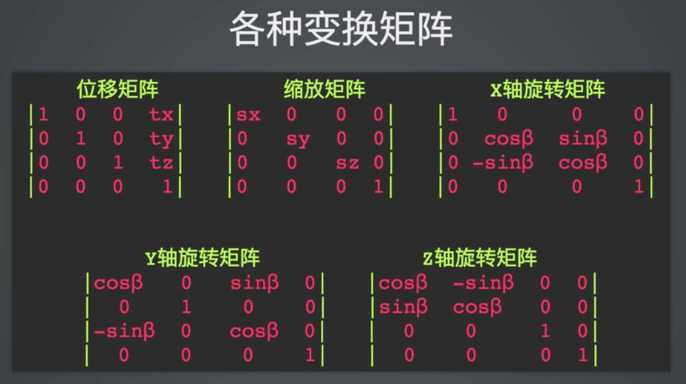 各种变换矩阵
位移矩阵 缩放矩阵 X轴旋转矩阵
|1 0 0 tx| |sx 0 0 0| |1 0 0 0|
|0 1 0 ty| |0 sy 0 0| |0 cosβ sinβ 0|
|0 0 1 tz| |0 0 sz 0| |0 -sinβ cosβ 0|
|0 0 0 1| |0 0 0 1| |0 0 0 1|
Y轴旋转矩阵 Z轴旋转矩阵
|cosβ 0 sinβ 0| |cosβ -sinβ 0 0|
|0 1 0 0| |sinβ cosβ 0 0|
|-sinβ 0 cosβ 0| |0 0 1 0|
|0 0 0 1| |0 0 0 1|